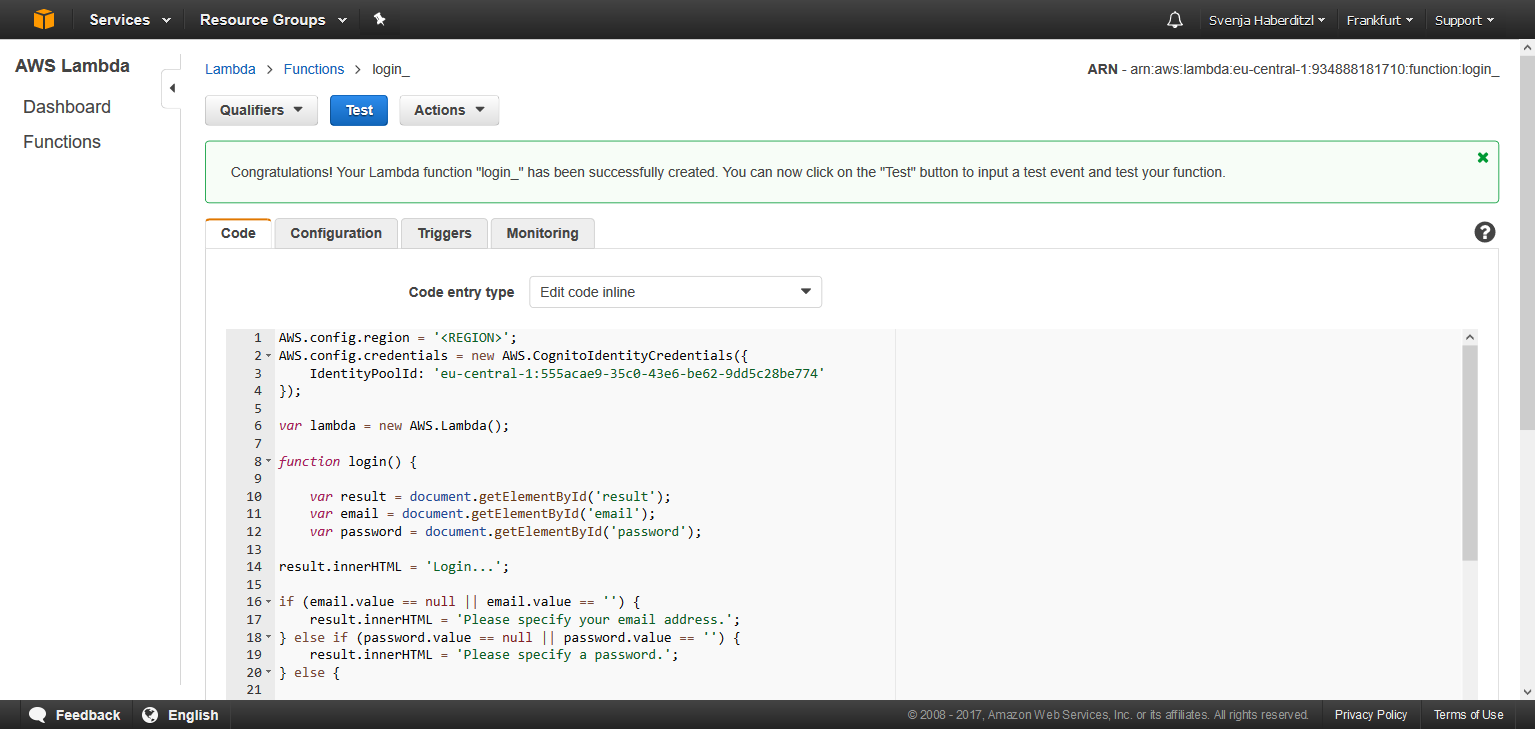 Services Resource Groups Svenja Haberditzl Frankfurt Support
AWS Lambda
Dashboard
Functions
Lambda > Functions > login_
ARN - arn:aws:lambda:eu-central-1:934888181710:function:login_
Qualifiers Test Actions
Congratulations! Your Lambda function "login_" has been successfully created. You can now click on the "Test" button to input a test event and test your function.
Code Configuration Triggers Monitoring
Code entry type Edit code inline
1 AWS.config.region = '<REGION>';
2 AWS.config.credentials = new AWS.CognitoIdentityCredentials({
3 IdentityPoolId: 'eu-central-1:555acae9-35c0-43e6-be62-9dd5c28be774'
4 });
5
6 var lambda = new AWS.Lambda();
7
8 function login() {
9
10 var result = document.getElementById('result');
11 var email = document.getElementById('email');
12 var password = document.getElementById('password');
13
14 result.innerHTML = 'Login...';
15
16 if (email.value == null || email.value == '') {
17 result.innerHTML = 'Please specify your email address.';
18 } else if (password.value == null || password.value == '') {
19 result.innerHTML = 'Please specify a password.';
20 } else {
21
Feedback English © 2008 - 2017, Amazon Web Services, Inc. or its affiliates. All rights reserved. Privacy Policy Terms of Use